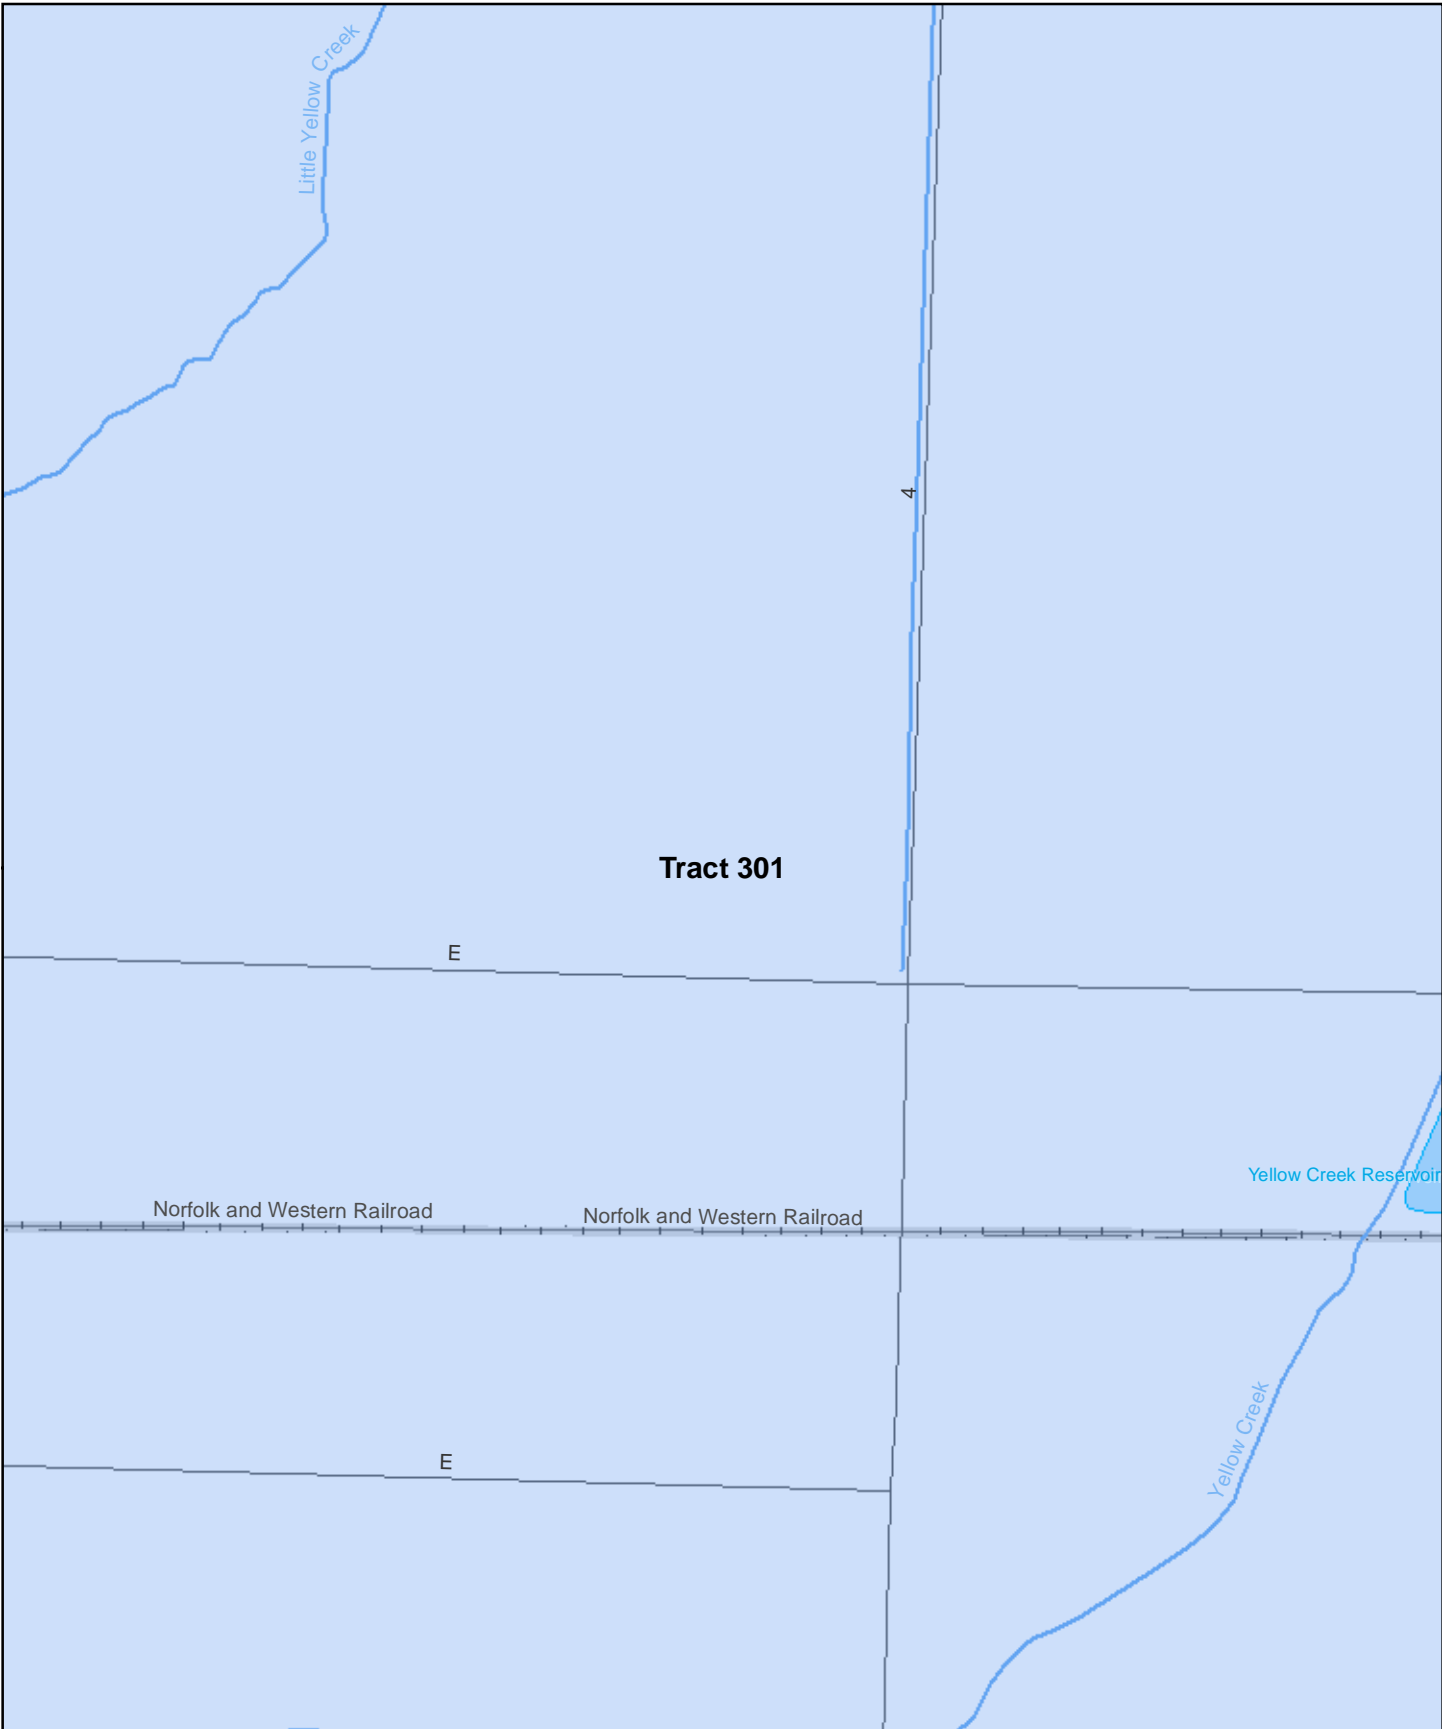 Little Yellow Creek
4
Tract 301
E
Yellow Creek Reservoir
Norfolk and Western Railroad
Norfolk and Western Railroad
Yellow Creek
E